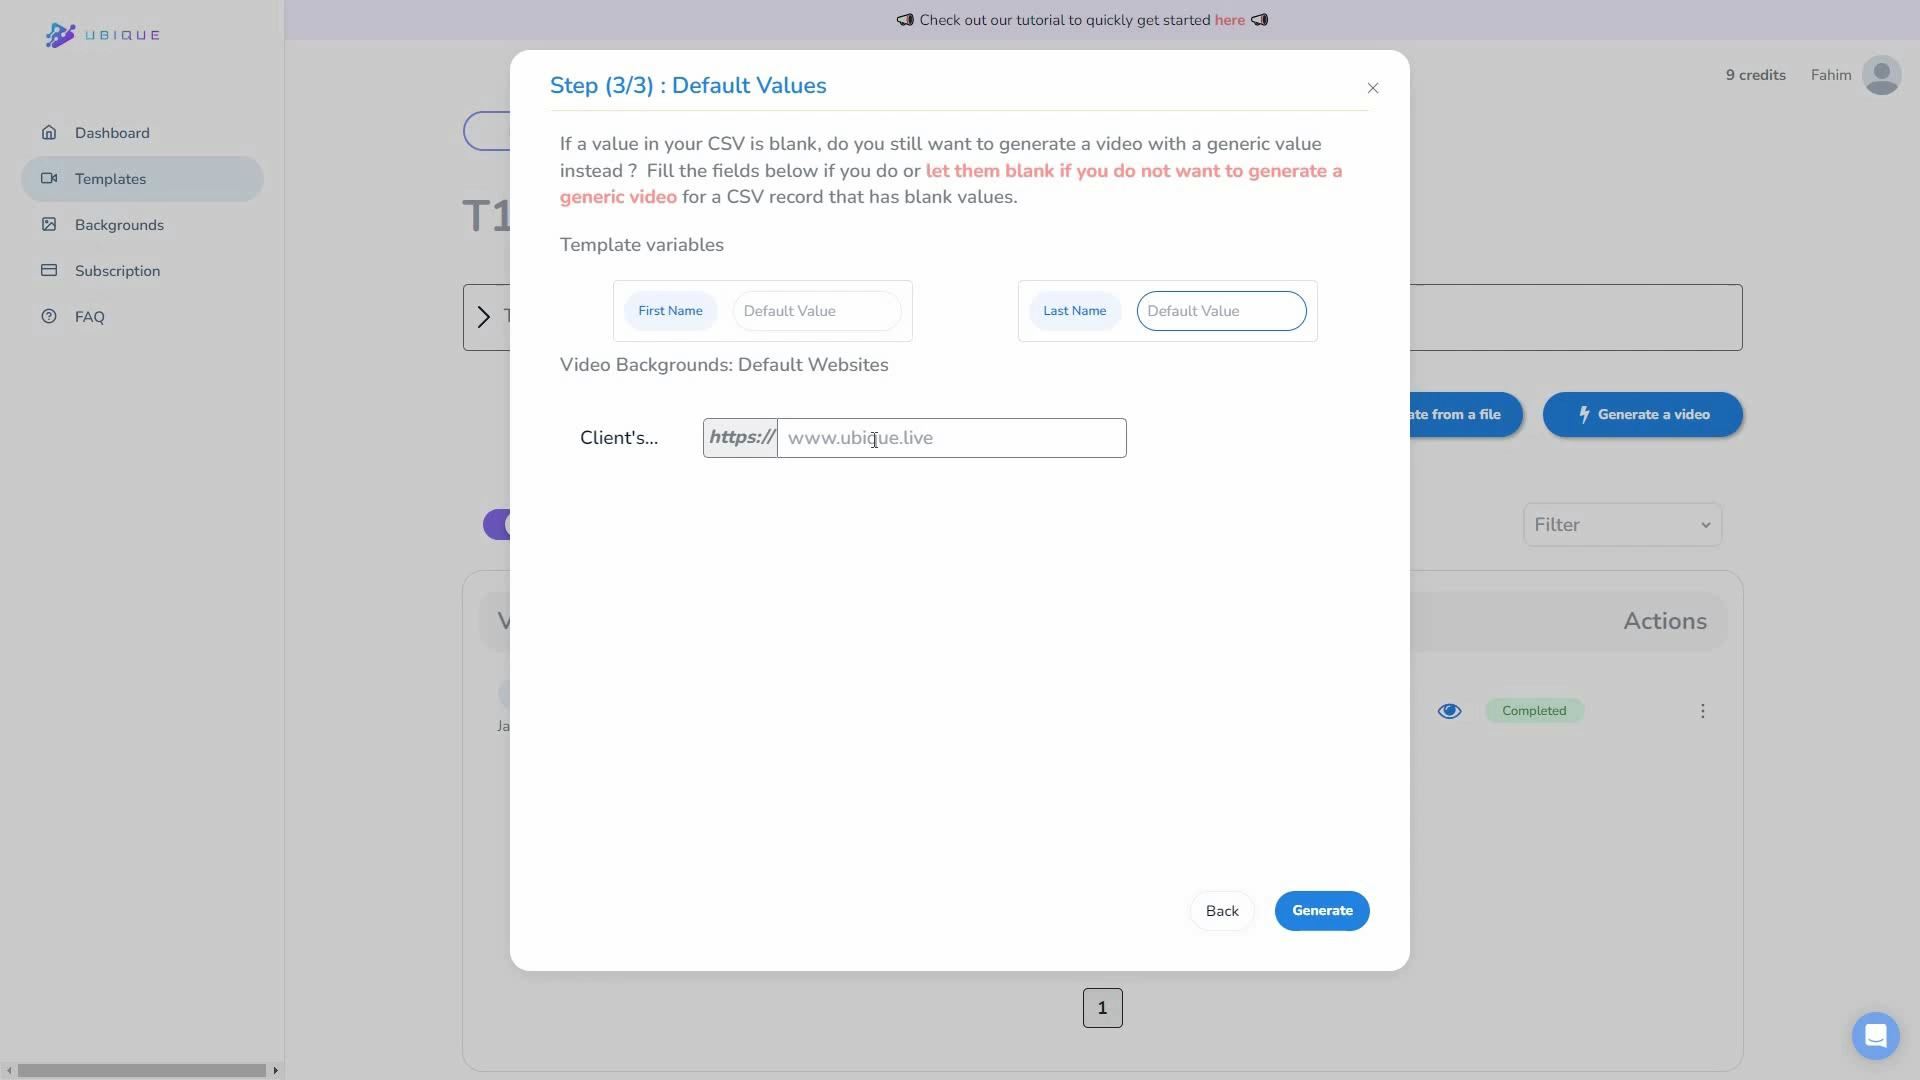 UBIQUE
Check out our tutorial to quickly get started here
9 credits
Fahim
Dashboard
Templates
Backgrounds
Subscription
FAQ
T1
Step (3/3) : Default Values
If a value in your CSV is blank, do you still want to generate a video with a generic value
instead ? Fill the fields below if you do or let them blank if you do not want to generate a
generic video for a CSV record that has blank values.
Template variables
First Name
Default Value
Last Name
Default Value
Video Backgrounds: Default Websites
Client's...
https://
www.ubique.live
ate from a file
Generate a video
Filter
Actions
Ja
Completed
Back
Generate
1